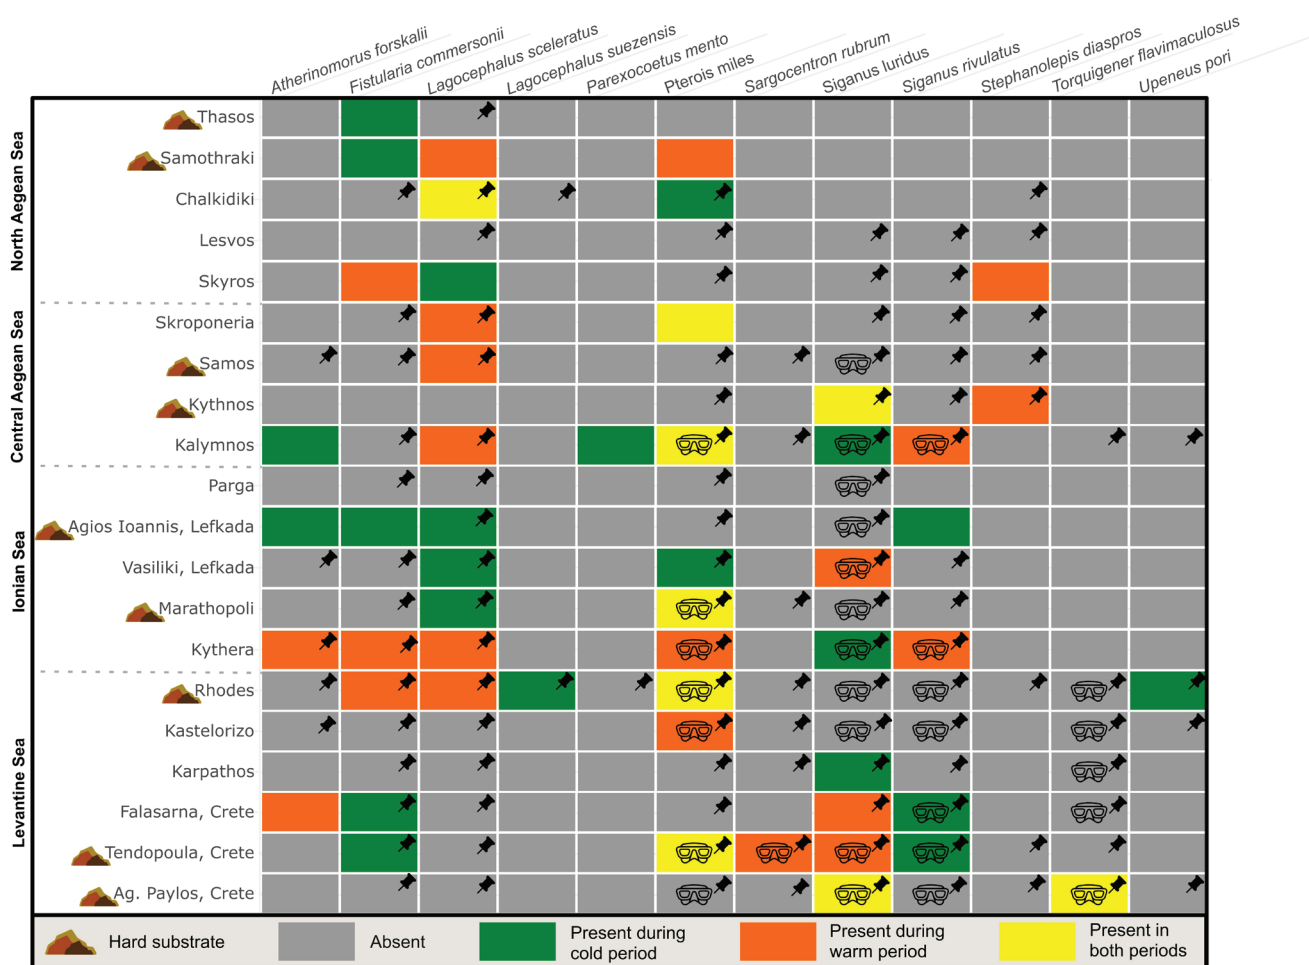 Atherinomorus forskalii
Fistularia commersonii
Lagocephalus sceleratus
Lagocephalus suezensis
Parexocoetus mento
Pterois miles
Sargocentron rubrum
Siganus luridus
Siganus rivulatus
Stephanolepis diaspros
Torquigener flavimaculosus
Upeneus pori
North Aegean Sea
Thasos
Samothraki
Chalkidiki
Lesvos
Skyros
Central Aegean Sea
Skroponeria
Samos
Kythnos
Kalymnos
Ionian Sea
Parga
Agios Ioannis, Lefkada
Vasiliki, Lefkada
Marathopoli
Kythera
Levantine Sea
Rhodes
Kastelorizo
Karpathos
Falasarna, Crete
Tendopoula, Crete
Ag. Paylos, Crete
Hard substrate
Absent
Present during
cold period
Present during
warm period
Present in
both periods